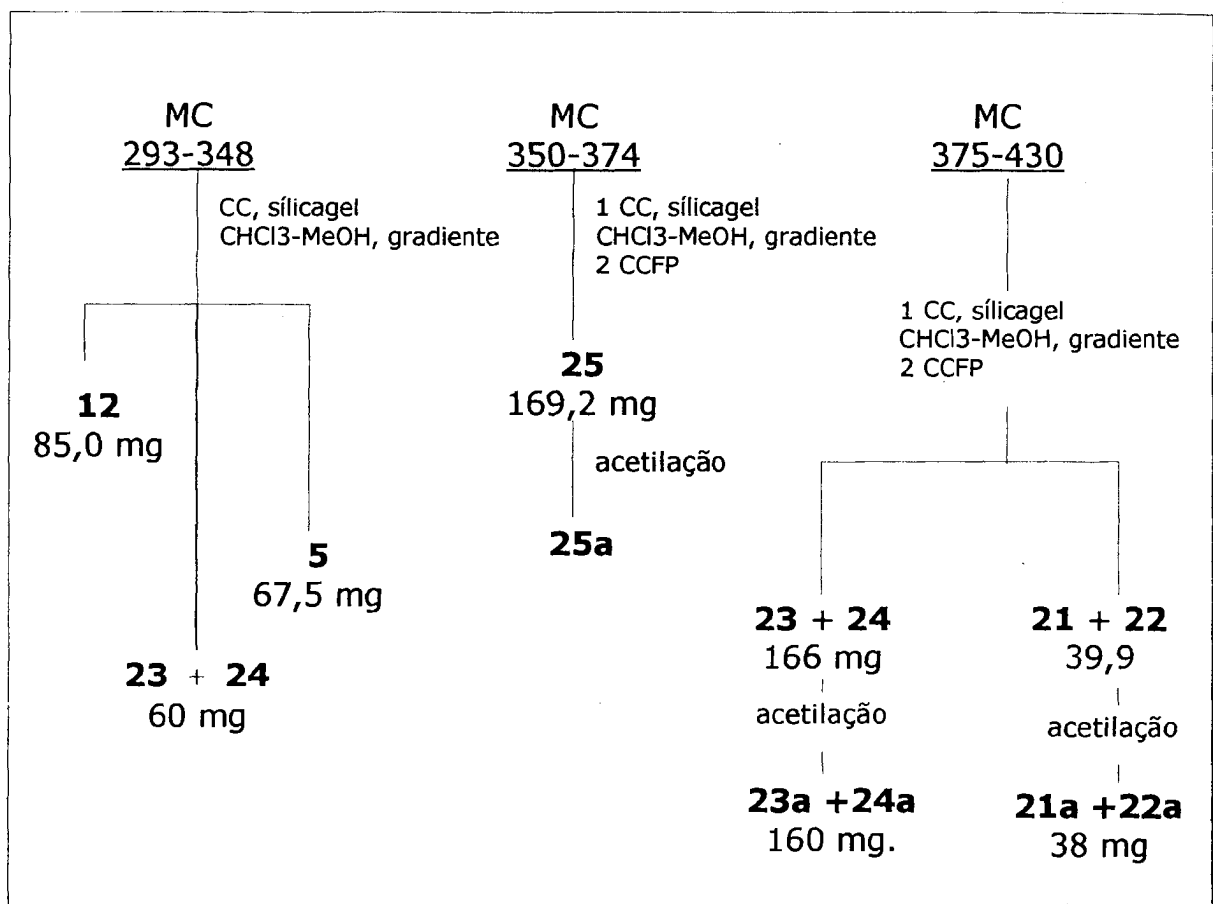 MC
293-348
CC, sílicagel
CHCl3-MeOH, gradiente
12
85,0 mg
5
67,5 mg
23 + 24
60 mg
MC
350-374
1 CC, sílicagel
CHCl3-MeOH, gradiente
2 CCFP
25
169,2 mg
acetilação
25a
MC
375-430
1 CC, sílicagel
CHCl3-MeOH, gradiente
2 CCFP
23 + 24
166 mg
acetilação
23a +24a
160 mg.
21 + 22
39,9
acetilação
21a +22a
38 mg